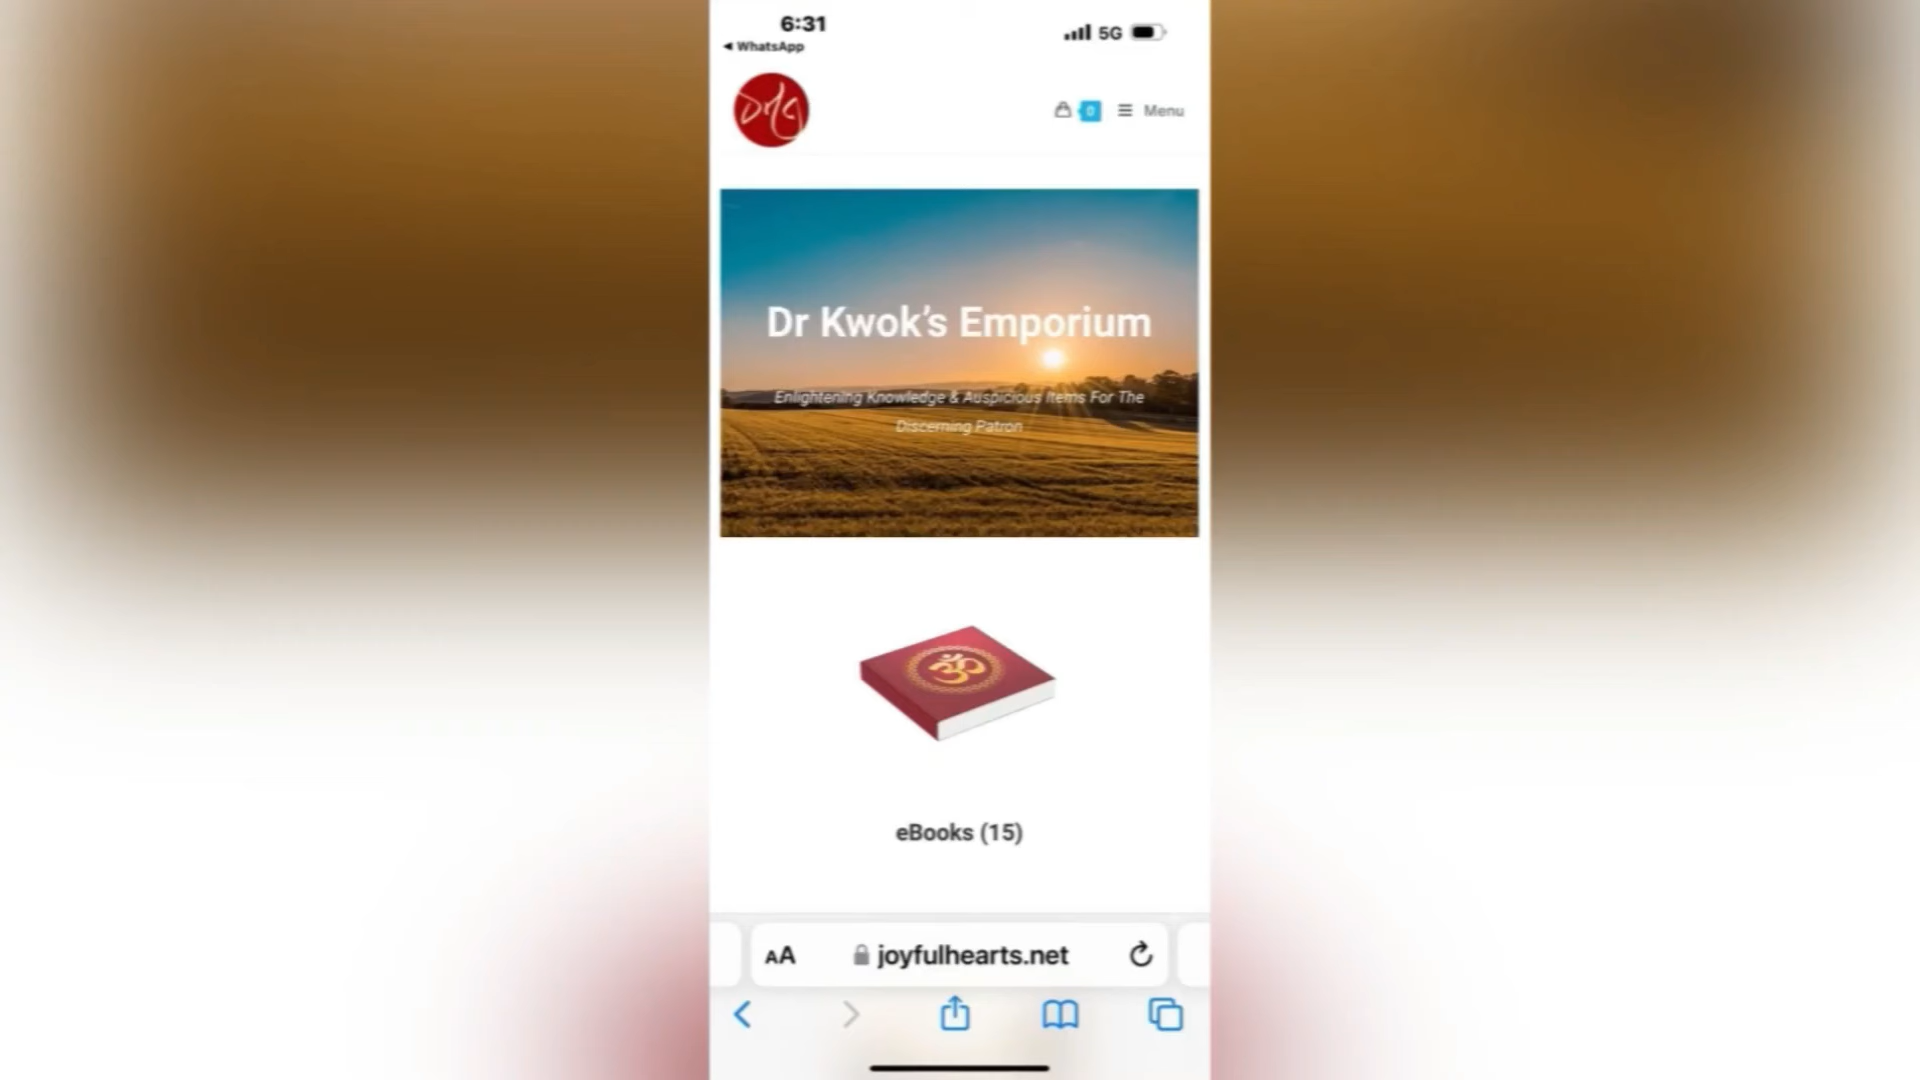 6:31
5G
◀ WhatsApp
0
Menu
Dr Kwok's Emporium
Enlightening Knowledge & Auspicious Items For The
Discerning Patron
ॐ
eBooks (15)
AA
joyfulhearts.net